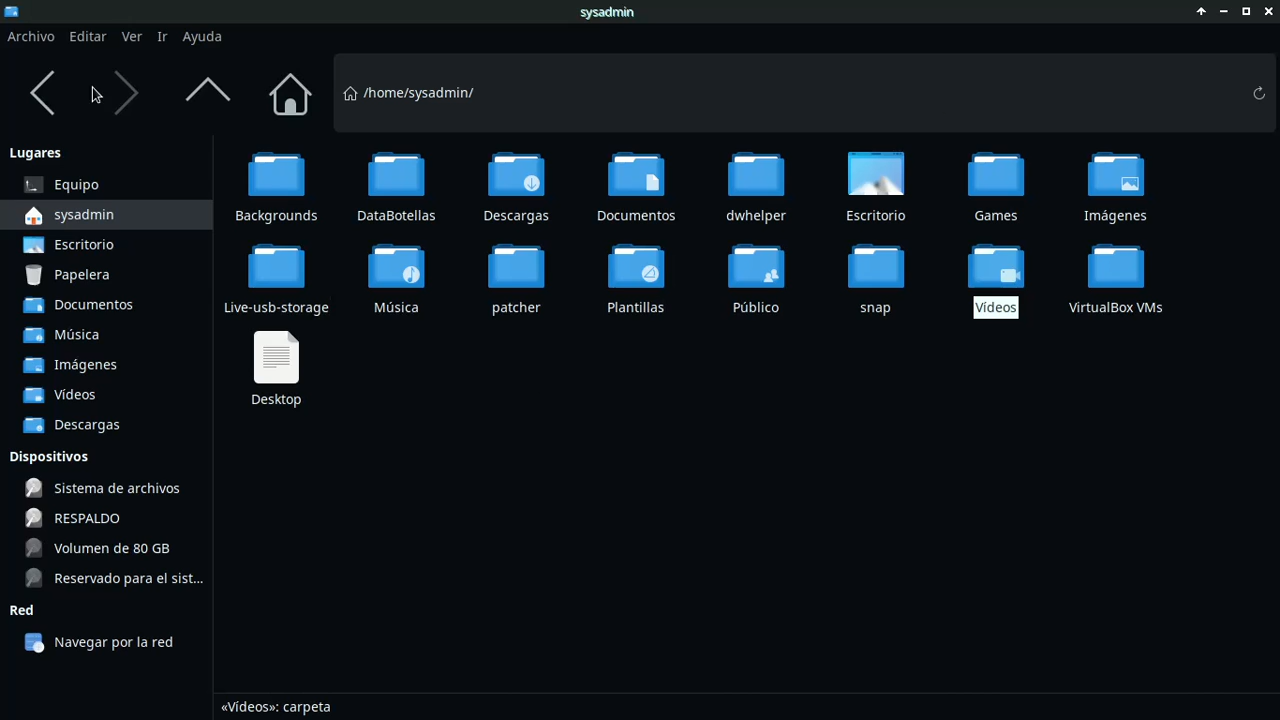 sysadmin
Archivo Editar Ver Ir Ayuda
/home/sysadmin/
Lugares
Equipo
sysadmin
Escritorio
Papelera
Documentos
Música
Imágenes
Vídeos
Descargas
Dispositivos
Sistema de archivos
RESPALDO
Volumen de 80 GB
Reservado para el sist...
Red
Navegar por la red
Backgrounds DataBotellas Descargas Documentos dwhelper Escritorio Games Imágenes
Live-usb-storage Música patcher Plantillas Público snap Vídeos VirtualBox VMs
Desktop
«Vídeos»: carpeta